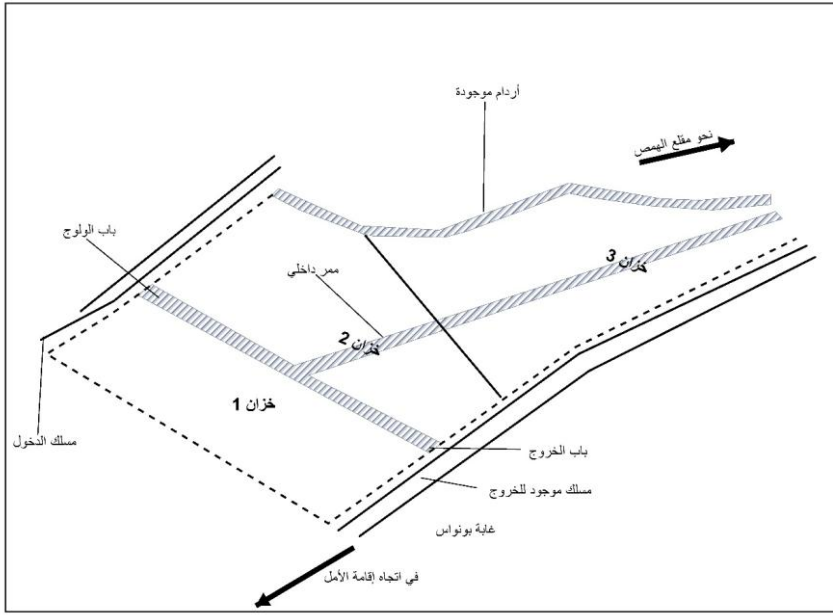 أردام موجودة
نحو مقلع الهمص
باب الولوج
خزان 3
ممر داخلي
خزان 2
خزان 1
مسلك الدخول
باب الخروج
مسلك موجود للخروج
غابة بونواس
في اتجاه إقامة الأمل